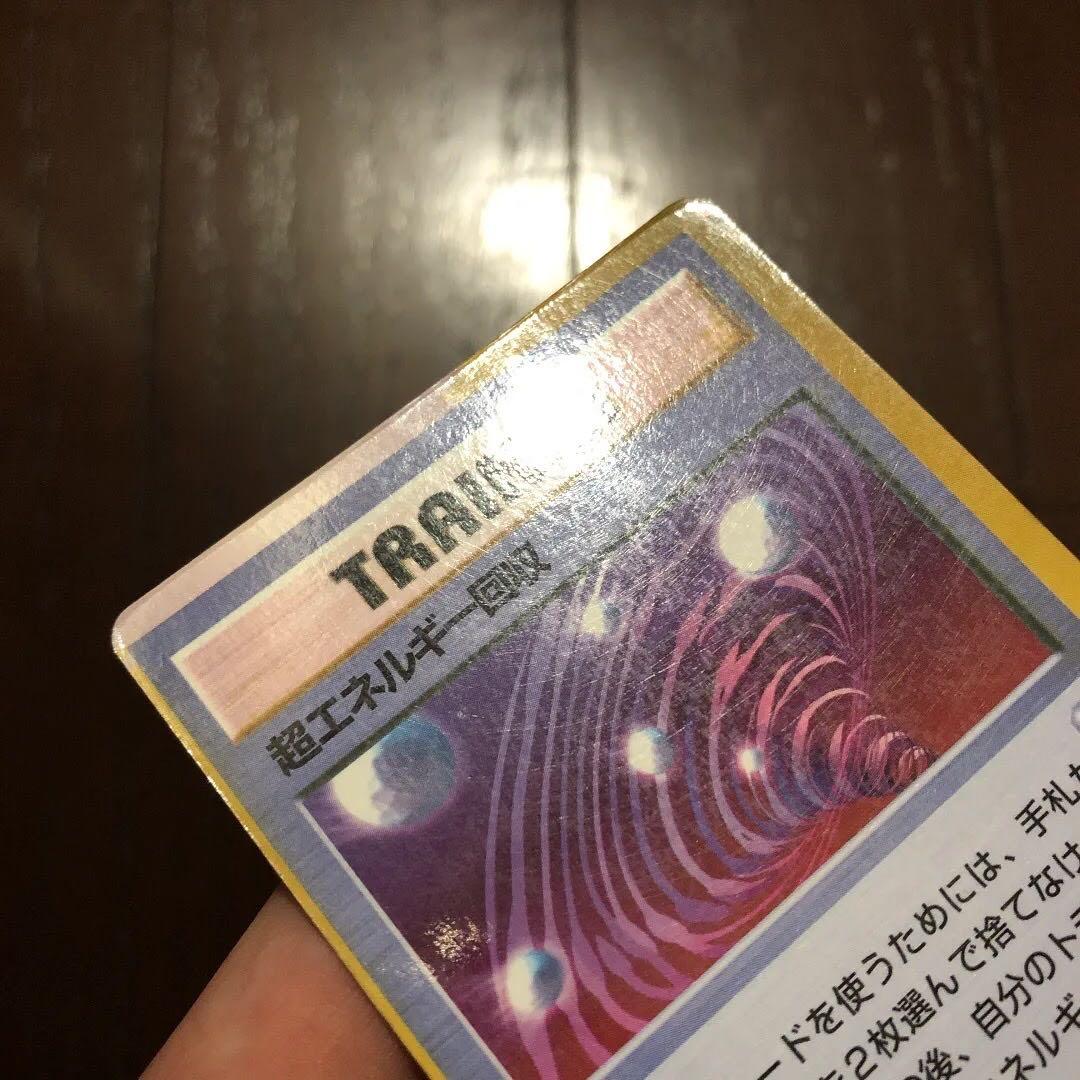 TRAI
超エネルギー回収
ードを使うためには、手札か
を2枚選んで捨てなけ
の後、自分のトラ
ネルギ